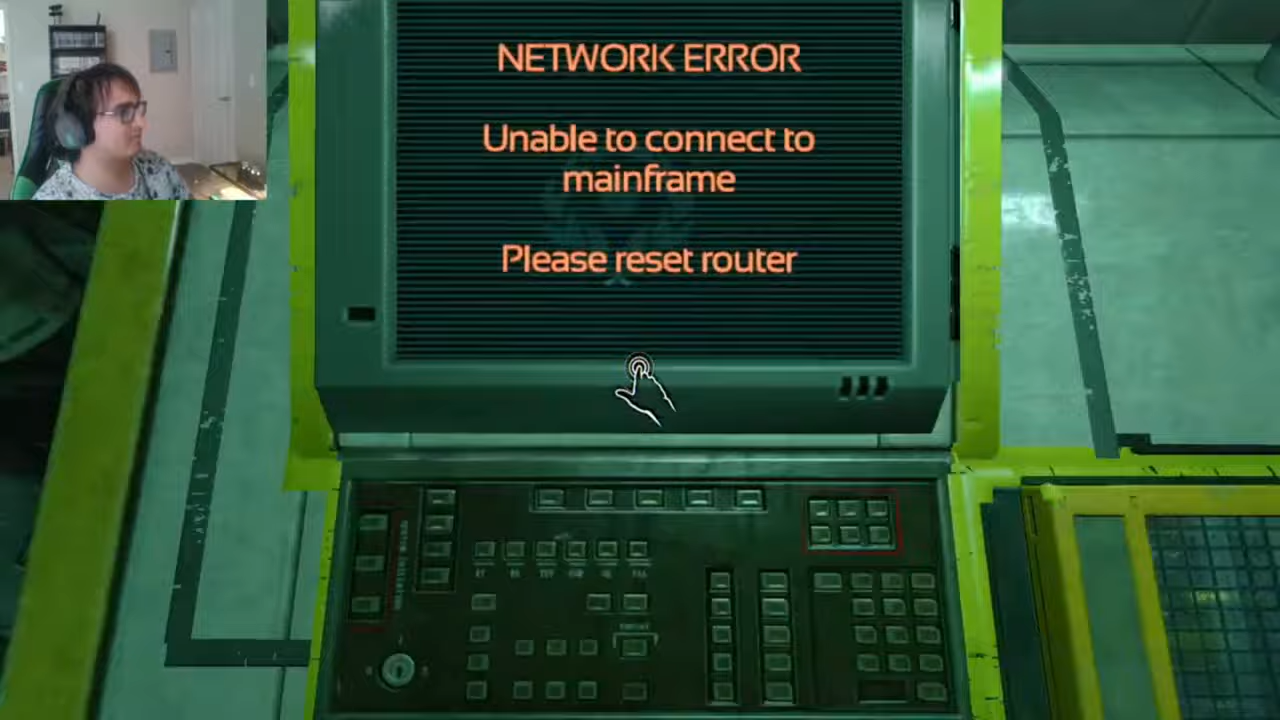 NETWORK ERROR
Unable to connect to
mainframe
Please reset router